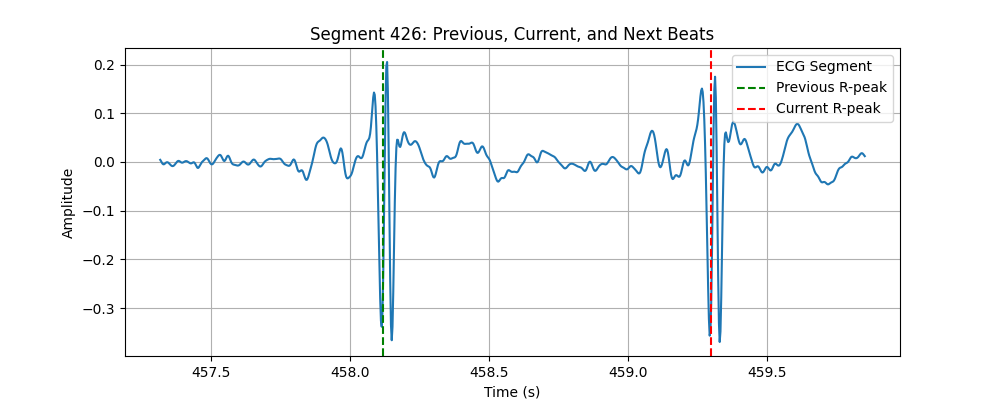 Segment 426: Previous, Current, and Next Beats
ECG Segment
Previous R-peak
Current R-peak
0.2
0.1
0.0
−0.1
−0.2
−0.3
Amplitude
457.5 458.0 458.5 459.0 459.5
Time (s)